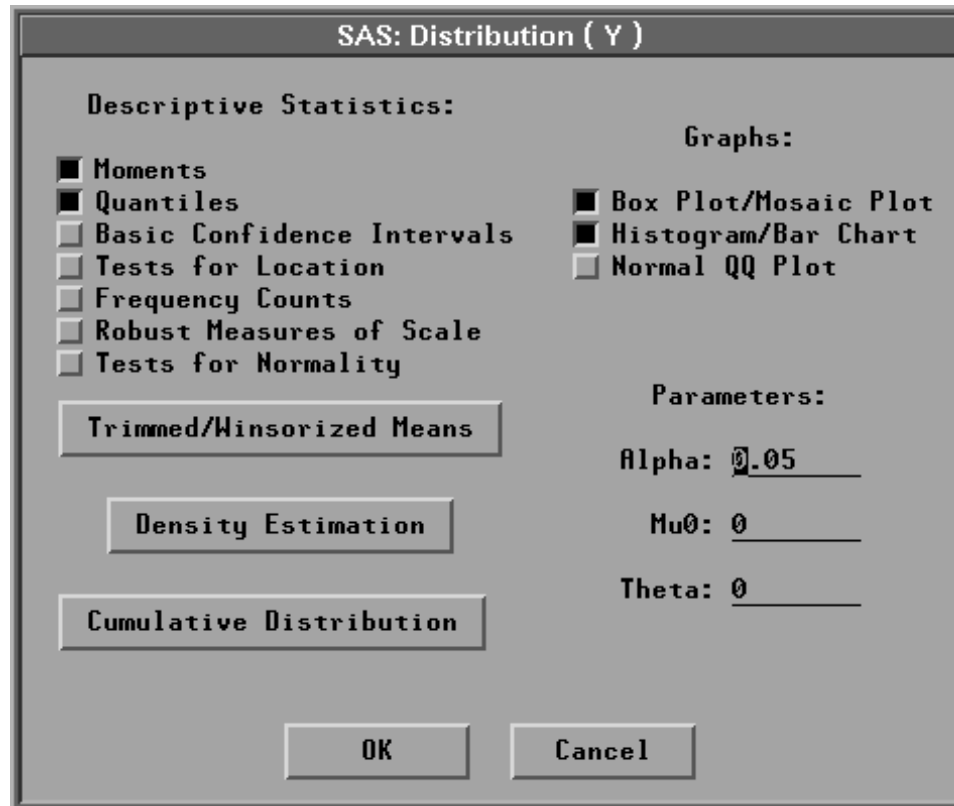 SAS: Distribution ( Y )
Descriptive Statistics:
Moments
Quantiles
Basic Confidence Intervals
Tests for Location
Frequency Counts
Robust Measures of Scale
Tests for Normality
Trimmed/Winsorized Means
Density Estimation
Cumulative Distribution
Graphs:
Box Plot/Mosaic Plot
Histogram/Bar Chart
Normal QQ Plot
Parameters:
Alpha: 0.05
Mu0: 0
Theta: 0
OK
Cancel